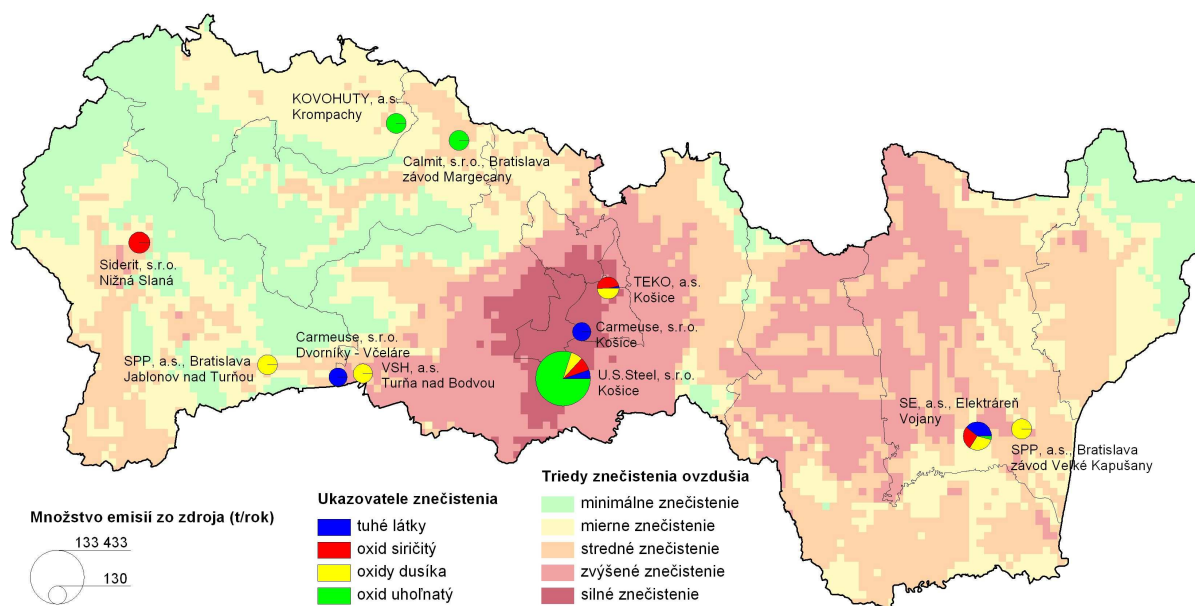 KOVOHUTY, a.s.
Krompachy
Calmit, s.r.o., Bratislava
závod Margecany
Siderit, s.r.o.
Nižná Slaná
TEKO, a.s.
Košice
Carmeuse, s.r.o.
Košice
U.S.Steel, s.r.o.
Košice
SPP, a.s., Bratislava
Jablonov nad Turňou
Carmeuse, s.r.o.
Dvorníky - Včeláre
VSH, a.s.
Turňa nad Bodvou
SE, a.s., Elektráreň
Vojany
SPP, a.s., Bratislava
závod Veľké Kapušany
Množstvo emisií zo zdroja (t/rok)
133 433
130
Ukazovatele znečistenia
tuhé látky
oxid siričitý
oxidy dusíka
oxid uhoľnatý
Triedy znečistenia ovzdušia
minimálne znečistenie
mierne znečistenie
stredné znečistenie
zvýšené znečistenie
silné znečistenie